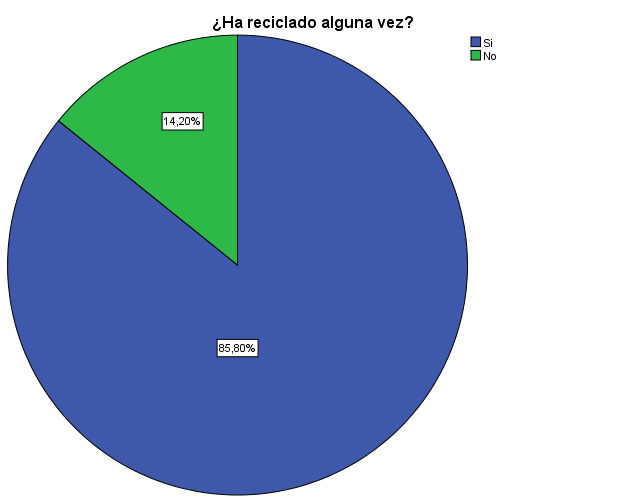 ¿Ha reciclado alguna vez?
Si
No
14,20%
85,80%